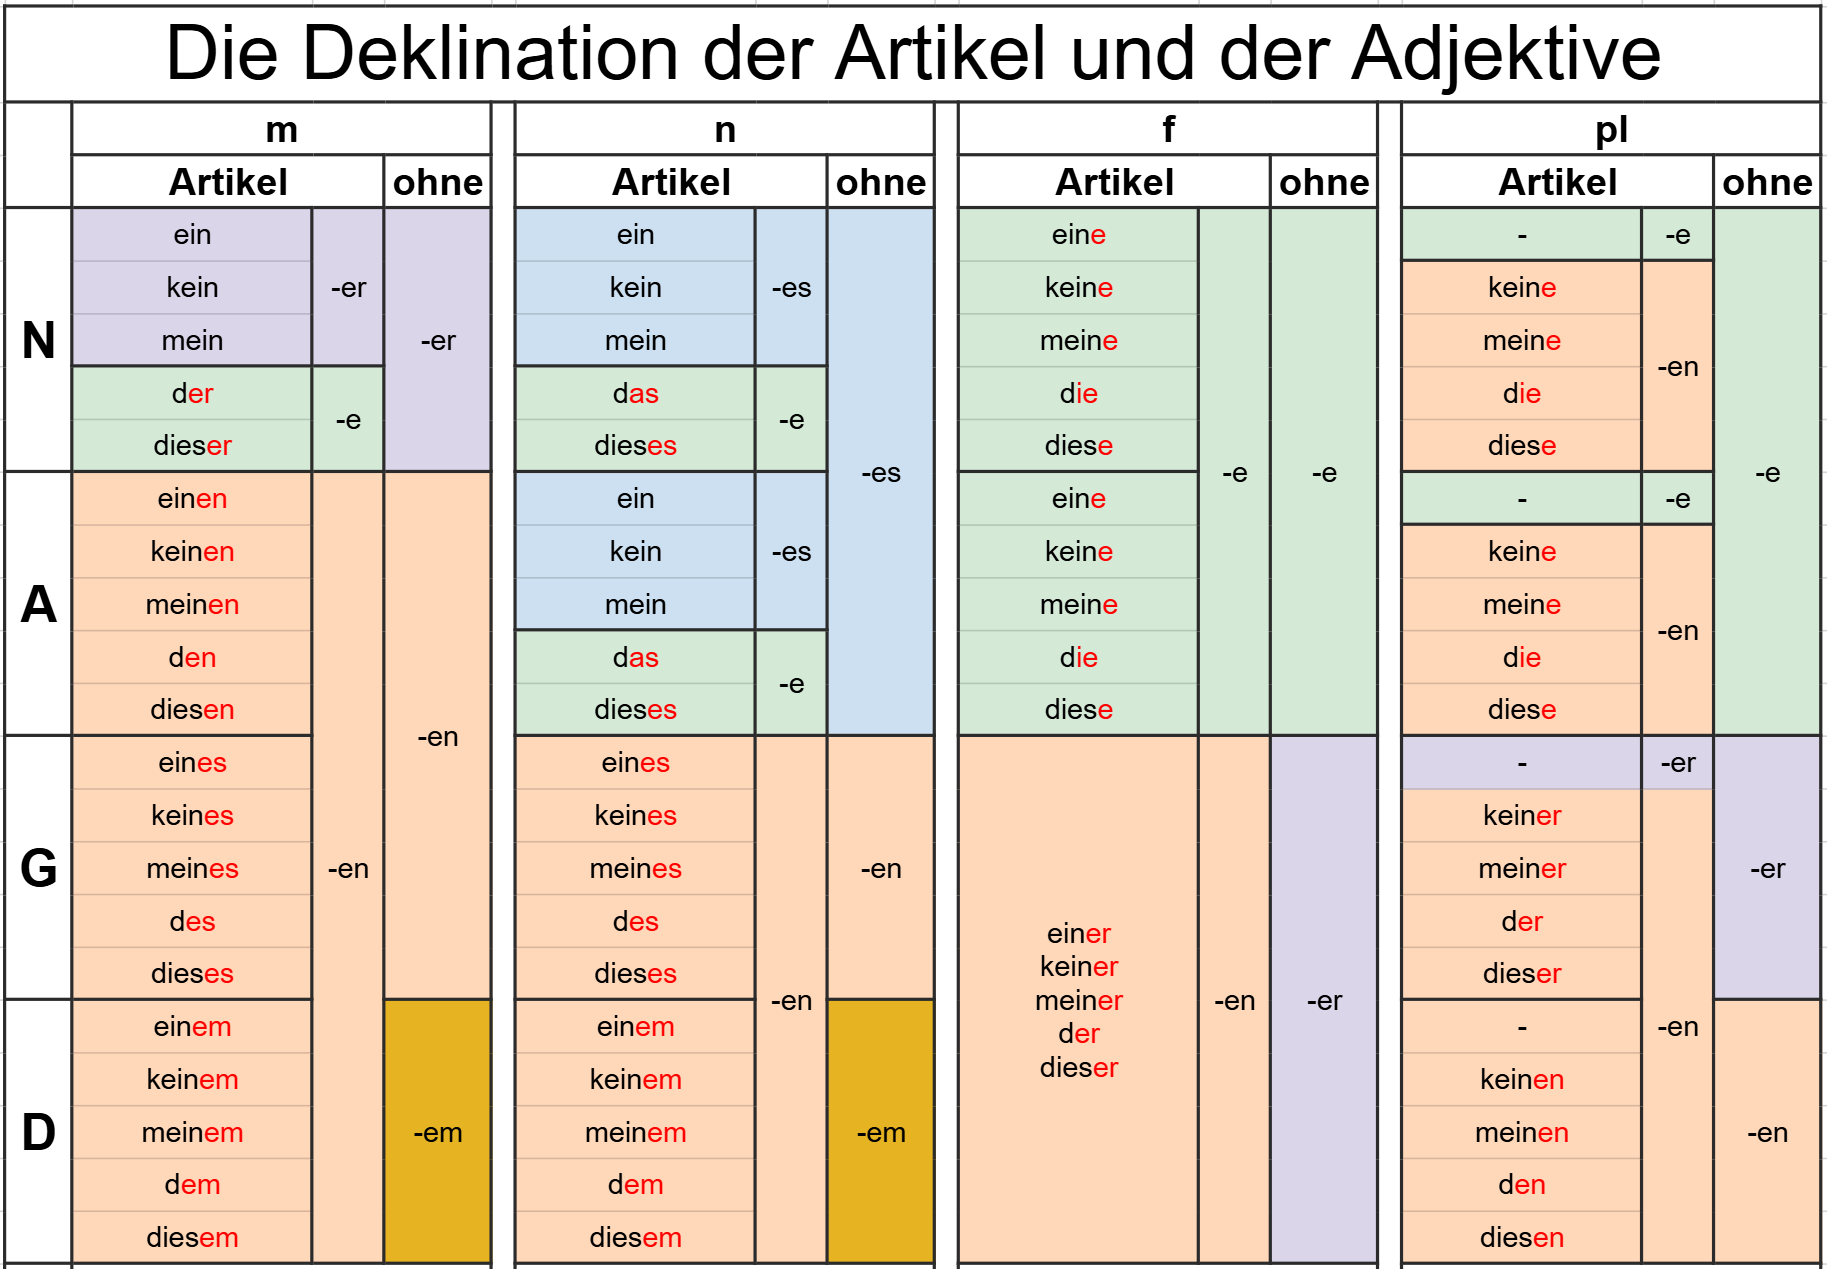 Die Deklination der Artikel und der Adjektive
m n f pl
Artikel ohne Artikel ohne Artikel ohne Artikel ohne
N
ein ein eine - -e
kein -er kein -es keine keine
mein -er mein meine meine
der das die die -en
dieser -e dieses -e diese diese
-es -e -e -e
A
einen ein eine - -e
keinen kein -es keine keine
meinen mein meine meine
den das die die -en
diesen dieses -e diese diese
-en
G
eines eines - -er
keines keines keiner
meines -en meines -en meiner -er
des des der
dieses dieses einer dieser
keiner
-en meiner -en -er
der
dieser
D
einem einem - -en
keinem keinem keinen
meinem -em meinem -em meinen -en
dem dem den
diesem diesem diesen